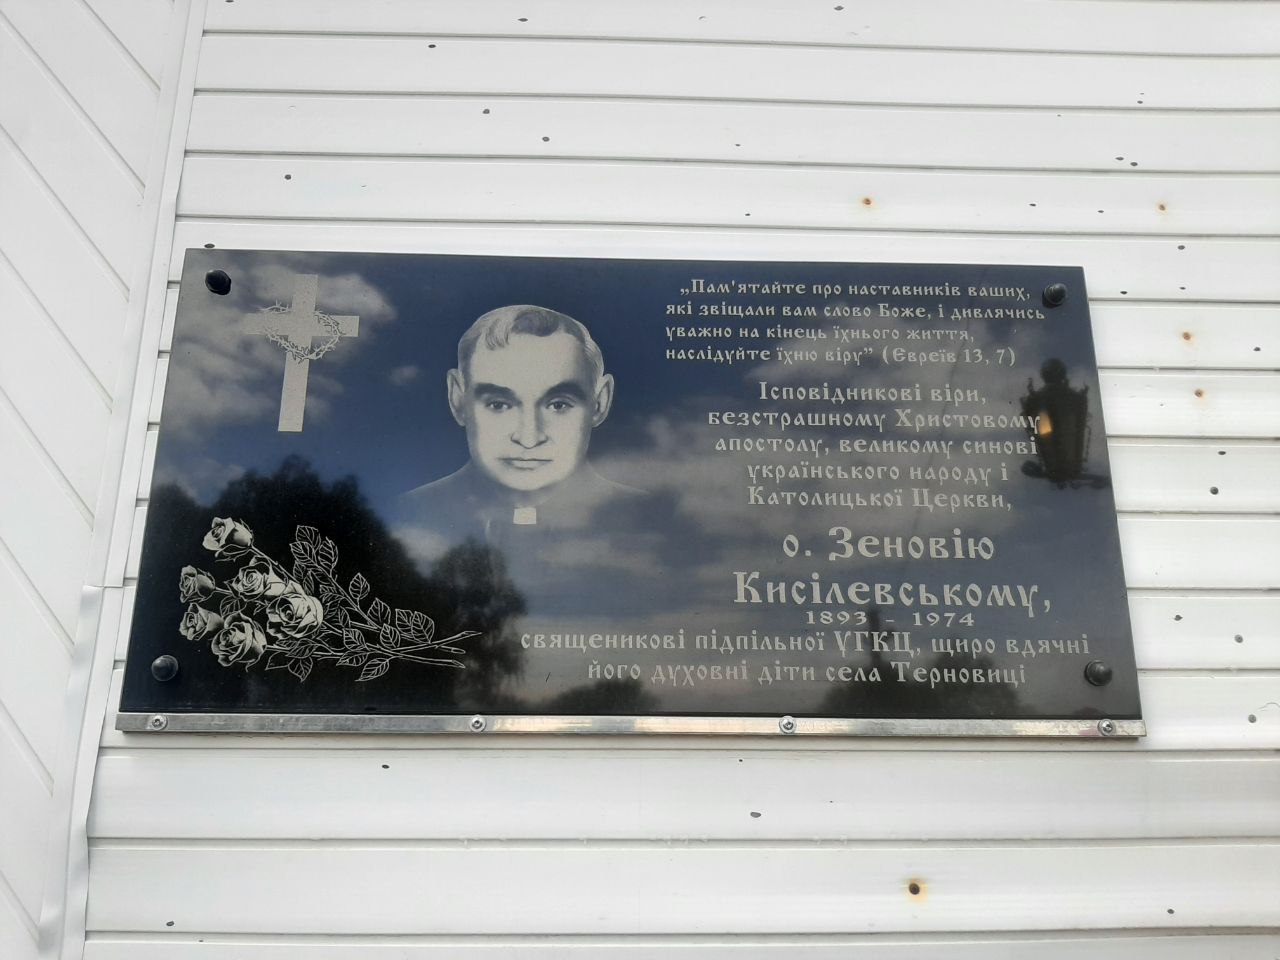 „Пам'ятайте про наставників ваших,
які звіщали вам слово Боже, і дивлячись
уважно на кінець їхнього життя,
наслідуйте їхню віру” (Євреїв 13, 7)
Ісповідникові віри,
безстрашному Христовому
апостолу, великому синові
українського народу і
Католицької Церкви,
о. Зеновію
Кисілевському,
1893 - 1974
священикові підпільної УГКЦ, щиро вдячні
його духовні діти села Терновиці